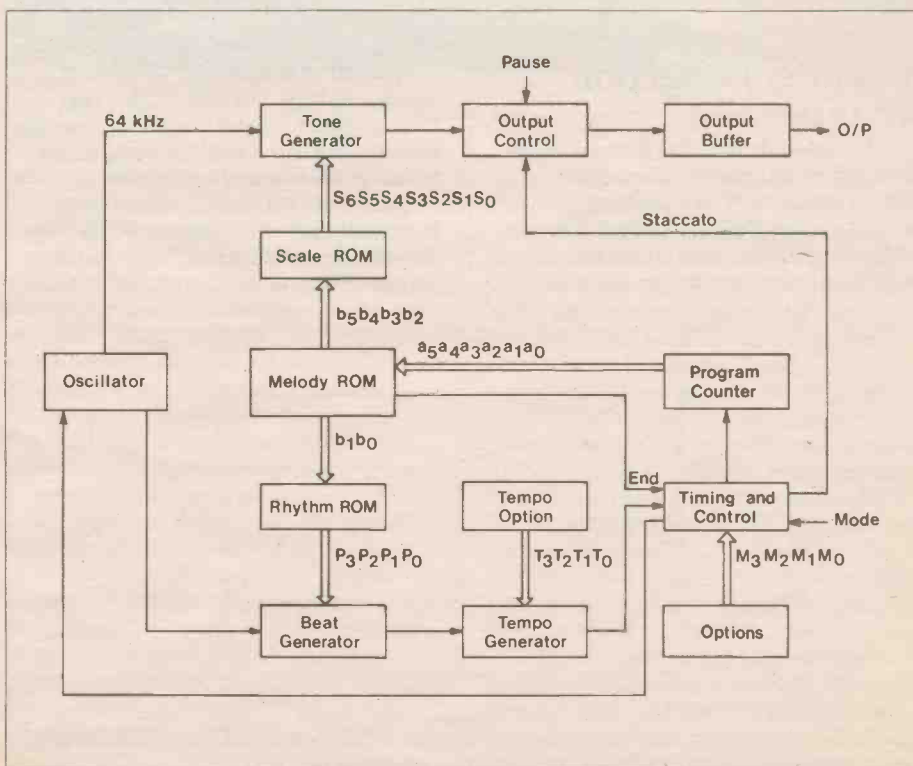 Pause
64 kHz
Tone
Generator
Output
Control
Output
Buffer
O/P
S6S5S4S3S2S1S0
Staccato
Scale ROM
b5b4b3b2
a5a4a3a2a1a0
Oscillator
Melody ROM
Program
Counter
b1b0
End
Rhythm ROM
Tempo
Option
Timing and
Control
Mode
P3P2P1P0
T3T2T1T0
M3M2M1M0
Beat
Generator
Tempo
Generator
Options